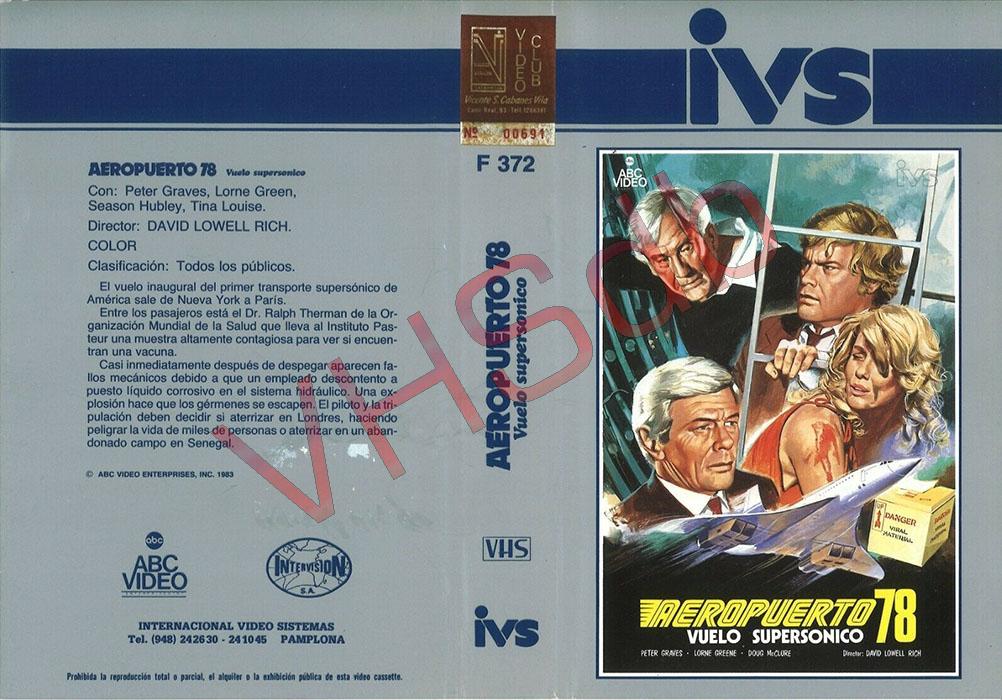 AEROPUERTO 78 Vuelo supersonico
Con: Peter Graves, Lorne Green,
Season Hubley, Tina Louise.
Director: DAVID LOWELL RICH.
COLOR
Clasificación: Todos los públicos.
El vuelo inaugural del primer transporte supersónico de
América sale de Nueva York a París.
Entre los pasajeros está el Dr. Ralph Therman de la Or-
ganización Mundial de la Salud que lleva al Instituto Pas-
teur una muestra altamente contagiosa para ver si encuen-
tran una vacuna.
Casi inmediatamente después de despegar aparecen fa-
llos mecánicos debido a que un empleado descontento a
puesto líquido corrosivo en el sistema hidráulico. Una ex-
plosión hace que los gérmenes se escapen. El piloto y la tri-
pulación deben decidir si aterrizar en Londres, haciendo
peligrar la vida de miles de personas o aterrizar en un aban-
donado campo en Senegal.
© ABC VIDEO ENTERPRISES, INC. 1983
abc
ABC
VIDEO
INTERVISION
S.A.
INTERNACIONAL VIDEO SISTEMAS
Tel. (948) 242630 - 241045 PAMPLONA
Prohibida la reproducción total o parcial, el alquiler o la exhibición pública de esta video cassette.
VIDEO
CLUB
Vicente S. Cabanes Vila
Nº 00691
F 372
AEROPUERTO 78
Vuelo supersonico
VHS
ivs
ivs
abc
ABC
VIDEO
ivs
UP
DANGER
VIRAL
MATERIAL
AEROPUERTO 78
VUELO SUPERSONICO
PETER GRAVES · LORNE GREENE · DOUG McCLURE
Director: DAVID LOWELL RICH
VHSdb